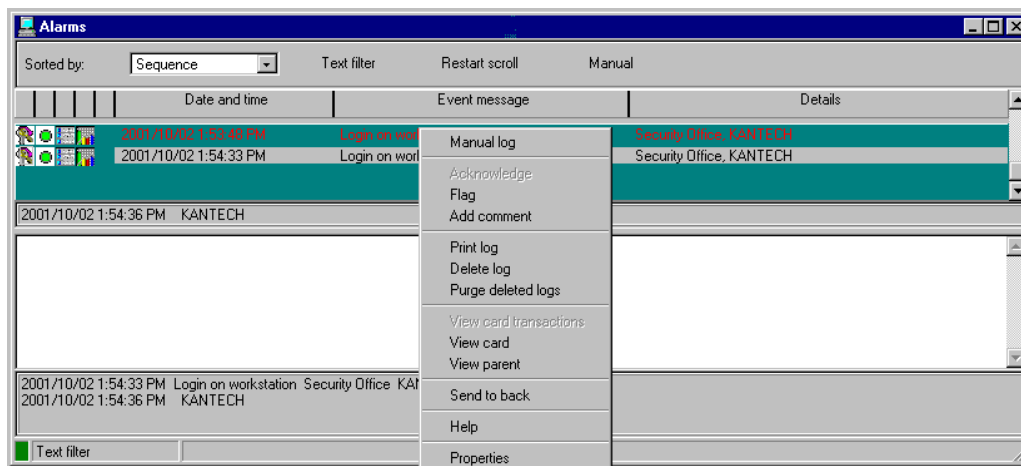 Alarms
Sorted by: Sequence Text filter Restart scroll Manual
Date and time Event message Details
2001/10/02 1:53:48 PM Login on wor Security Office, KANTECH
2001/10/02 1:54:33 PM Login on worl Security Office, KANTECH
2001/10/02 1:54:36 PM KANTECH
Manual log
Acknowledge
Flag
Add comment
Print log
Delete log
Purge deleted logs
View card transactions
View card
View parent
Send to back
Help
Properties
2001/10/02 1:54:33 PM Login on workstation Security Office KAN
2001/10/02 1:54:36 PM KANTECH
Text filter